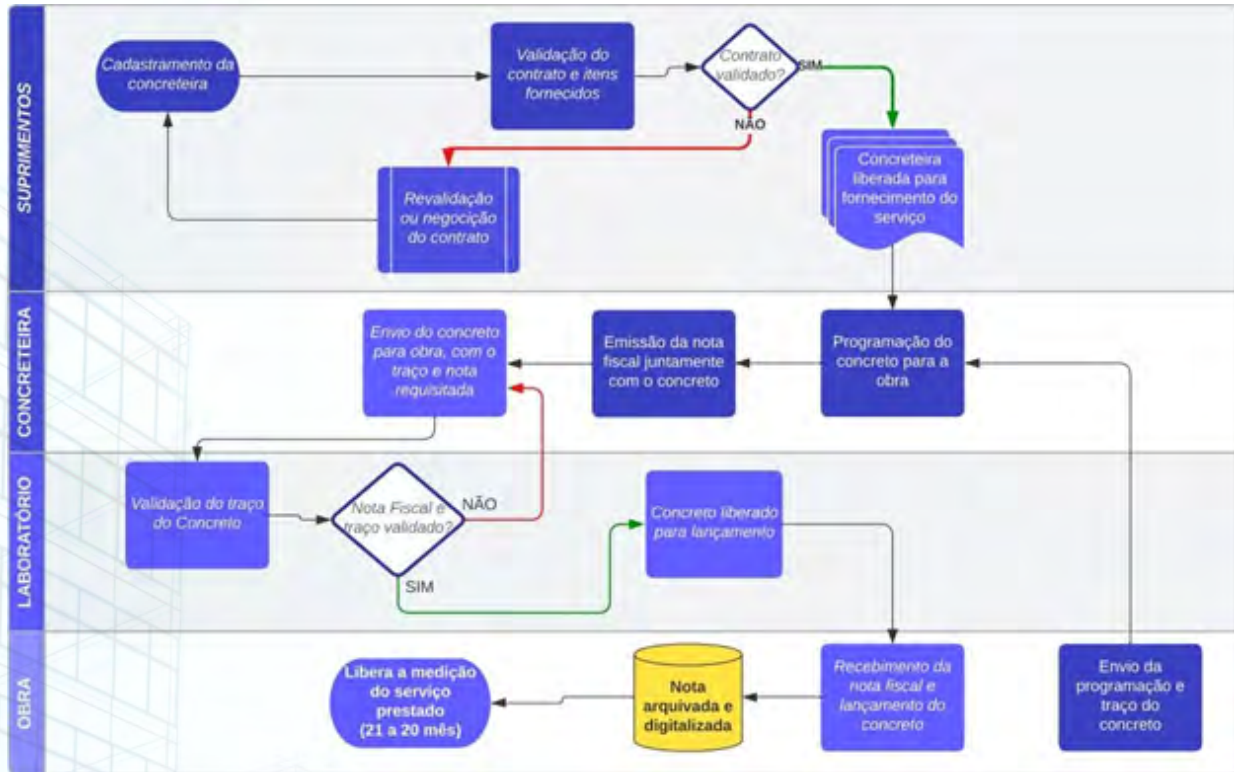 SUPRIMENTOS
Cadastramento da
concreteira
Validação do
contrato e itens
fornecidos
Contrato
validado?
SIM
NÃO
Revalidação
ou negocição
do contrato
Concreteira
liberada para
fornecimento do
serviço
CONCRETEIRA
Envio do concreto
para obra, com o
traço e nota
requisitada
Emissão da nota
fiscal juntamente
com o concreto
Programação do
concreto para a
obra
LABORATÓRIO
Validação do traço
do Concreto
Nota Fiscal e
traço validado?
NÃO
SIM
Concreto liberado
para lançamento
OBRA
Libera a medição
do serviço
prestado
(21 a 20 mês)
Nota
arquivada e
digitalizada
Recebimento da
nota fiscal e
lançamento do
concreto
Envio da
programação e
traço do
concreto